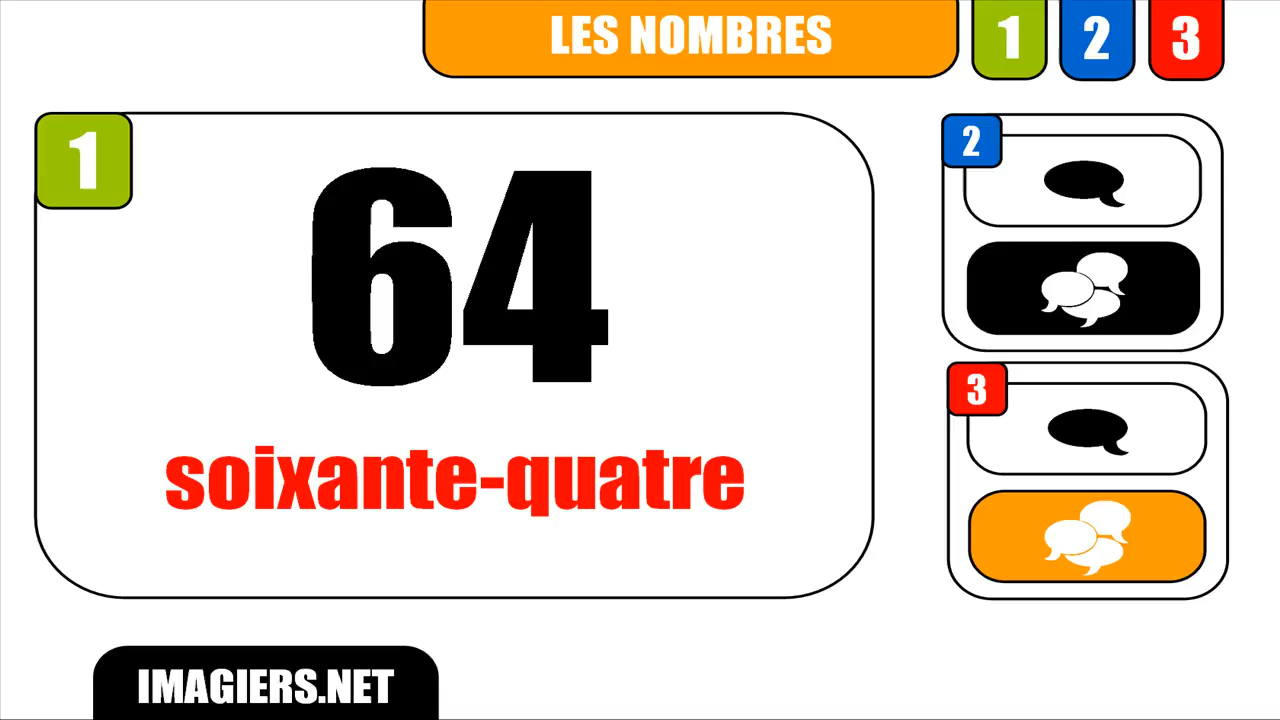 LES NOMBRES
1 2 3
1
64
soixante-quatre
2
3
IMAGIERS.NET